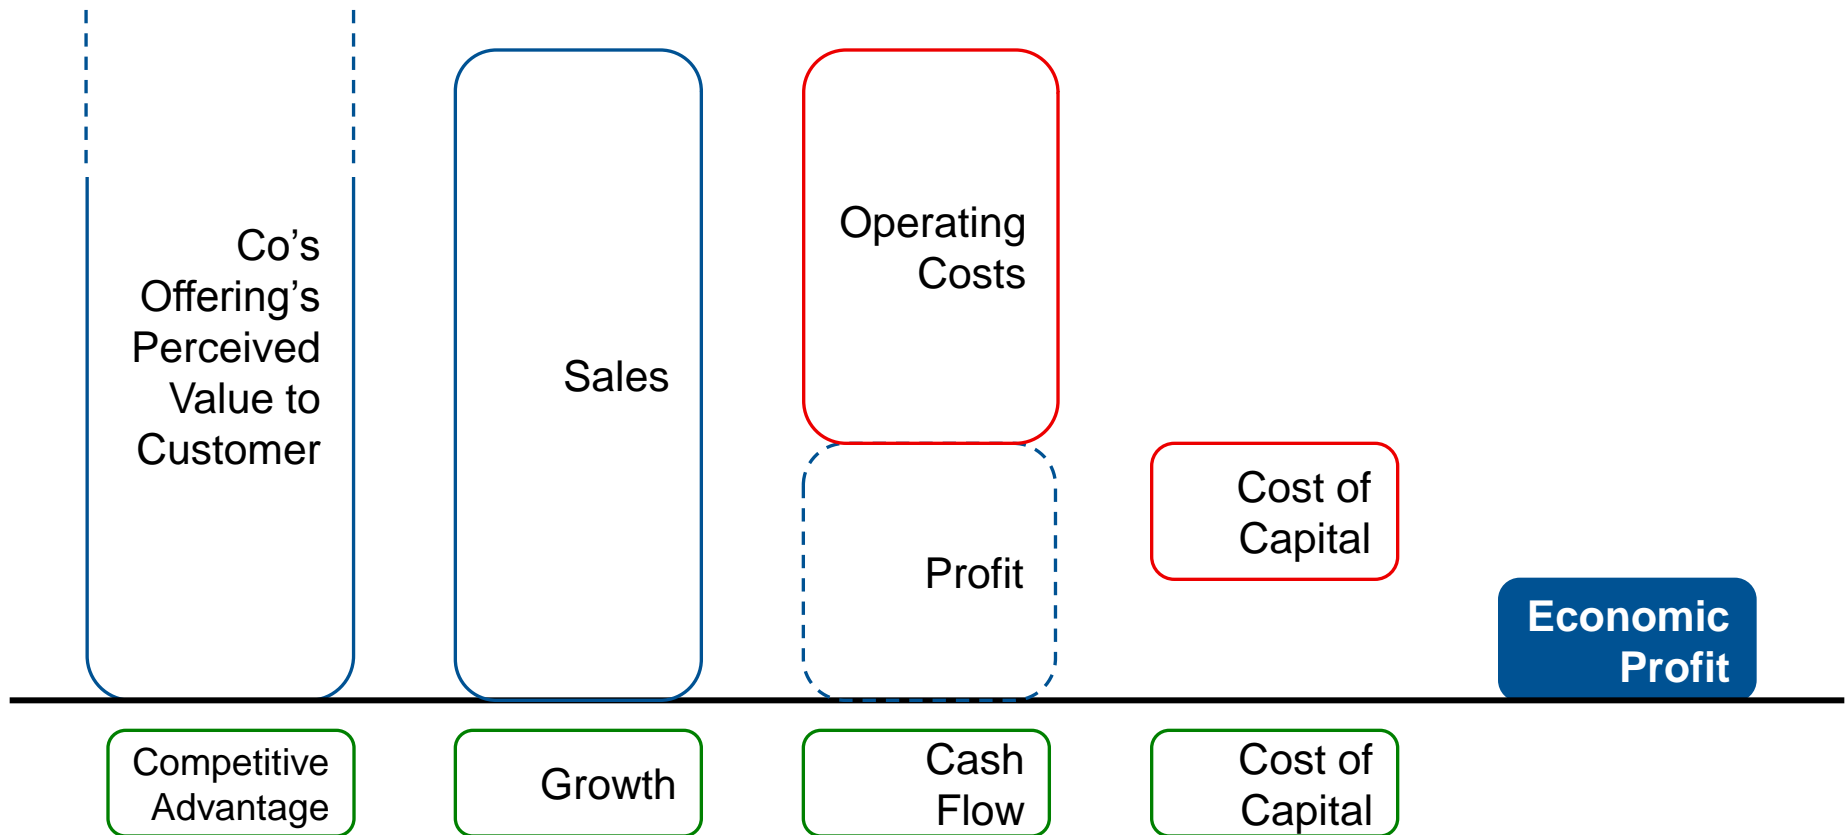 Co’s
Offering’s
Perceived
Value to
Customer
Sales
Operating
Costs
Profit
Cost of
Capital
Economic
Profit
Competitive
Advantage
Growth
Cash
Flow
Cost of
Capital